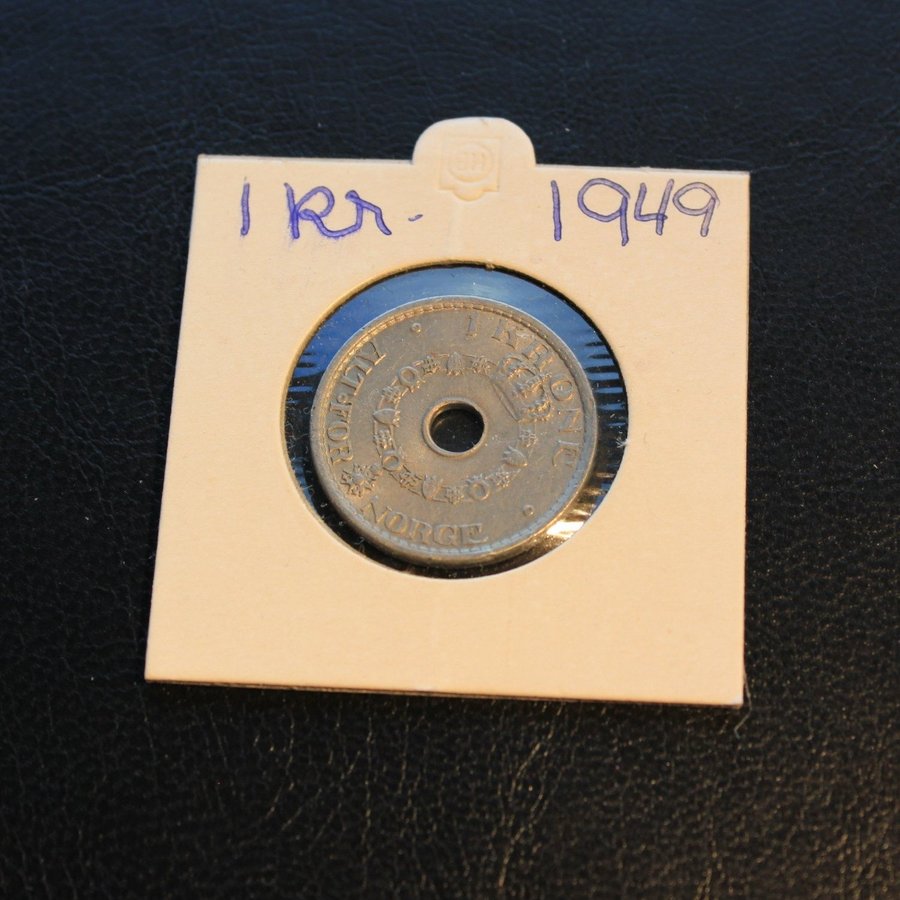 1 Kr. 1949
1 KRONE
ALT FOR
NORGE